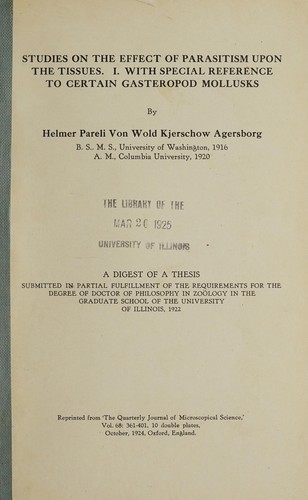 STUDIES ON THE EFFECT OF PARASITISM UPON
THE TISSUES. I. WITH SPECIAL REFERENCE
TO CERTAIN GASTEROPOD MOLLUSKS
By
Helmer Pareli Von Wold Kjerschow Agersborg
B. S., M. S., University of Washington, 1916
A. M., Columbia University, 1920
THE LIBRARY OF THE
MAR 26 1925
UNIVERSITY OF ILLINOIS
A DIGEST OF A THESIS
SUBMITTED IN PARTIAL FULFILLMENT OF THE REQUIREMENTS FOR THE
DEGREE OF DOCTOR OF PHILOSOPHY IN ZOÖLOGY IN THE
GRADUATE SCHOOL OF THE UNIVERSITY
OF ILLINOIS, 1923
Reprinted from 'The Quarterly Journal of Microscopical Science,'
Vol. 68: 361-401, 10 double plates,
October, 1924, Oxford, England.